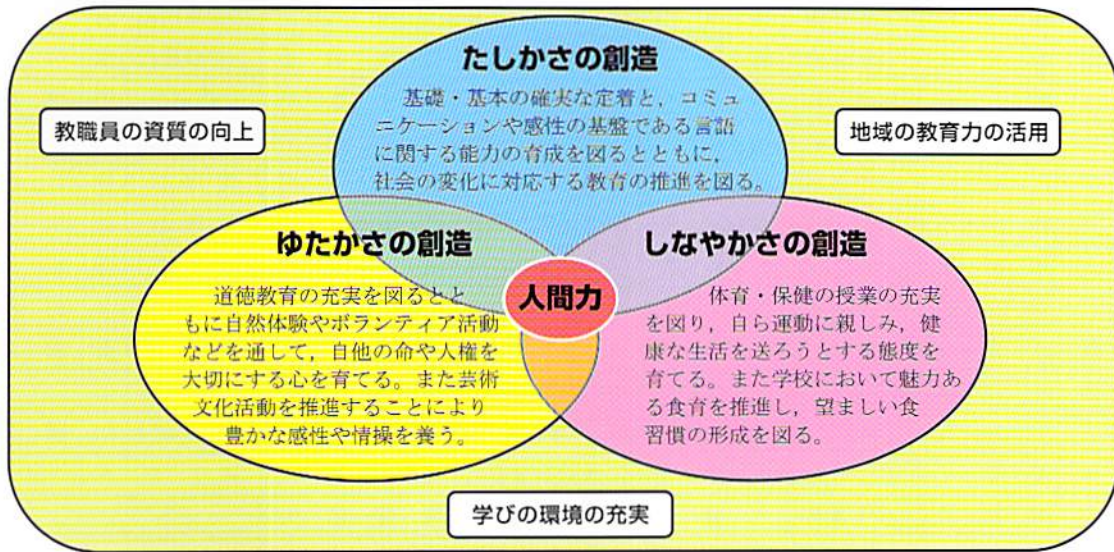 たしかさの創造
基礎・基本の確実な定着と，コミュ
ニケーションや感性の基盤である言語
に関する能力の育成を図るとともに，
社会の変化に対応する教育の推進を図る。
教職員の資質の向上
地域の教育力の活用
ゆたかさの創造
道徳教育の充実を図るとと
もに自然体験やボランティア活動
などを通して，自他の命や人権を
大切にする心を育てる。また芸術
文化活動を推進することにより
豊かな感性や情操を養う。
人間力
しなやかさの創造
体育・保健の授業の充実
を図り，自ら運動に親しみ，健
康な生活を送ろうとする態度を
育てる。また学校において魅力あ
る食育を推進し，望ましい食
習慣の形成を図る。
学びの環境の充実